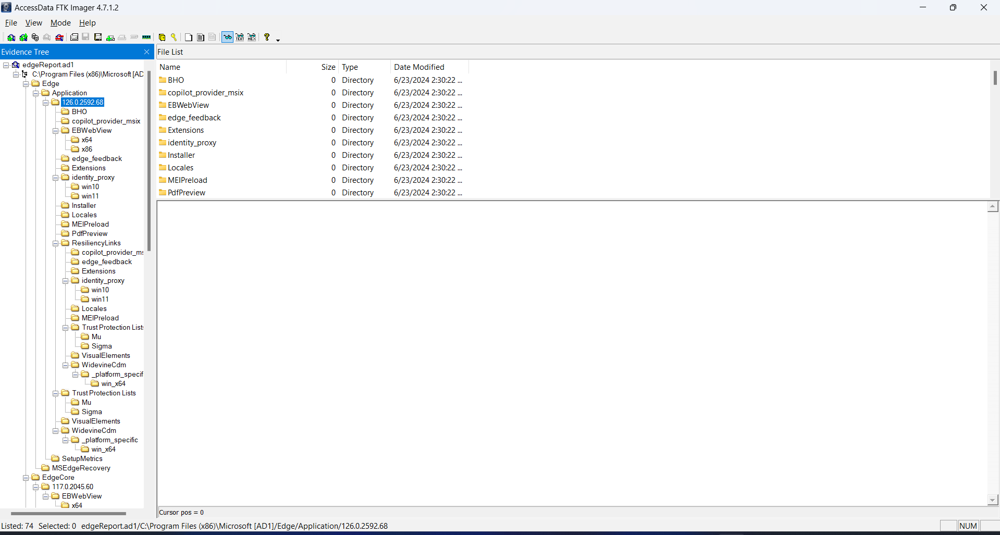 AccessData FTK Imager 4.7.1.2
File View Mode Help
TEXT HEX
Evidence Tree
edgeReport.ad1
C:\Program Files (x86)\Microsoft [AD
Edge
Application
126.0.2592.68
BHO
copilot_provider_msix
EBWebView
x64
x86
edge_feedback
Extensions
identity_proxy
win10
win11
Installer
Locales
MEIPreload
PdfPreview
ResiliencyLinks
copilot_provider_ms
edge_feedback
Extensions
identity_proxy
win10
win11
Locales
MEIPreload
Trust Protection Lists
Mu
Sigma
VisualElements
WidevineCdm
_platform_specif
win_x64
Trust Protection Lists
Mu
Sigma
VisualElements
WidevineCdm
_platform_specific
win_x64
SetupMetrics
MSEdgeRecovery
EdgeCore
117.0.2045.60
EBWebView
x64
File List
Name Size Type Date Modified
BHO 0 Directory 6/23/2024 2:30:22 ...
copilot_provider_msix 0 Directory 6/23/2024 2:30:22 ...
EBWebView 0 Directory 6/23/2024 2:30:22 ...
edge_feedback 0 Directory 6/23/2024 2:30:22 ...
Extensions 0 Directory 6/23/2024 2:30:22 ...
identity_proxy 0 Directory 6/23/2024 2:30:22 ...
Installer 0 Directory 6/23/2024 2:30:22 ...
Locales 0 Directory 6/23/2024 2:30:22 ...
MEIPreload 0 Directory 6/23/2024 2:30:22 ...
PdfPreview 0 Directory 6/23/2024 2:30:22 ...
Cursor pos = 0
Listed: 74 Selected: 0 edgeReport.ad1/C:\Program Files (x86)\Microsoft [AD1]/Edge/Application/126.0.2592.68
NUM